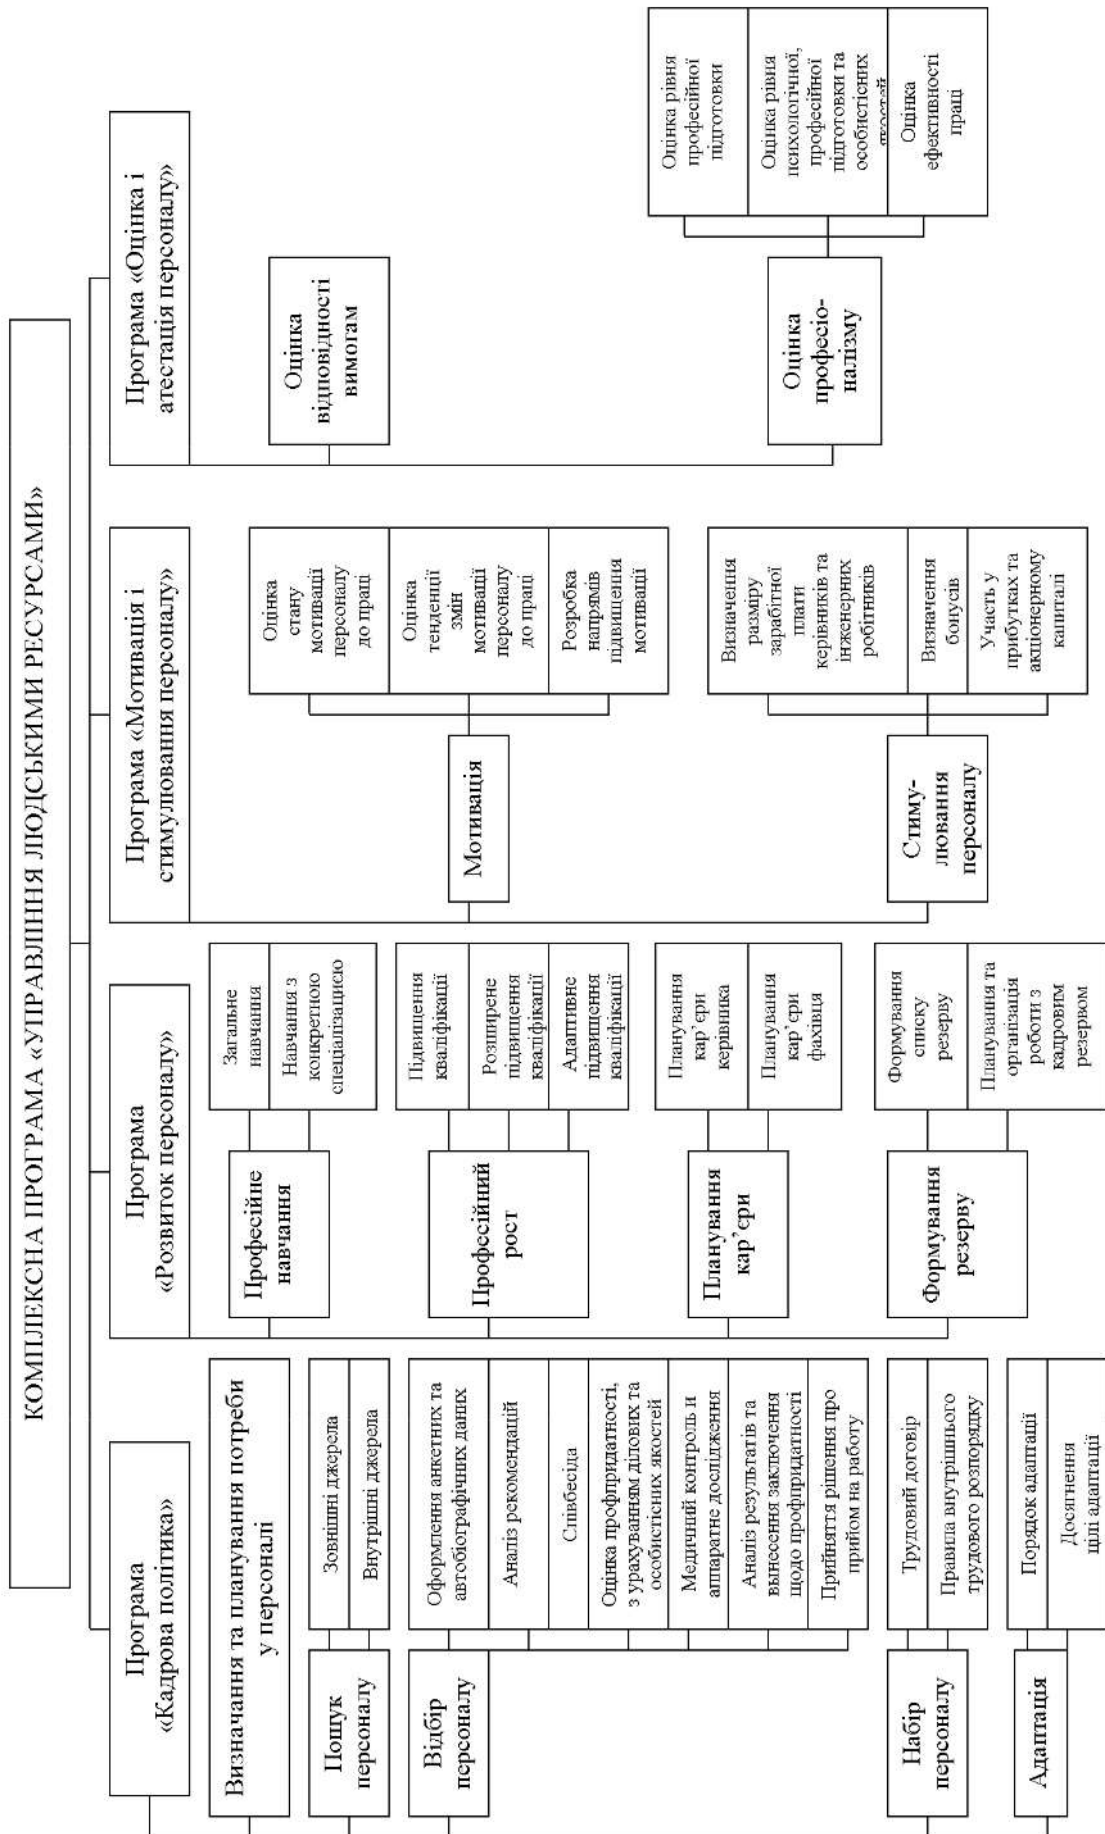 КОМПЛЕКСНА ПРОГРАМА «УПРАВЛІННЯ ЛЮДСЬКИМИ РЕСУРСАМИ»
Програма
«Кадрова політика»
Визначання та планування потреби
у персоналі
Пошук
персоналу
Зовнішні джерела
Внутрішні джерела
Відбір
персоналу
Оформлення анкетних та
автобіографічних даних
Аналіз рекомендацій
Співбесіда
Оцінка профпридатності,
з урахуванням ділових та
особистісних якостей
Медичний контроль и
аппаратне дослідження
Аналіз результатів та
вынесення заключення
щодо профпридатності
Прийняття рішення про
прийом на работу
Набір
персоналу
Трудовий договір
Правила внутрішнього
трудового розпорядку
Адаптація
Порядок адаптації
Досягнення
цілі адаптації
Програма
«Розвиток персоналу»
Професійне
навчання
Загальне
навчання
Навчання з
конкретною
спеціалізацисю
Професійний
рост
Підвищення
кваліфікації
Розширене
підвищення
кваліфікації
Адаптивне
підвищення
кваліфікації
Планування
кар’єри
Планування
кар’єри
керівника
Планування
кар’єри
фахівця
Формування
резерву
Формування
списку
резерву
Планування та
організація
роботи з
кадровим
резервом
Програма «Мотивація і
стимулювання персоналу»
Мотивація
Оцінка
стану
мотивації
персоналу
до праці
Оцінка
тенденції
змін
мотивації
персоналу
до праці
Розробка
напрямів
підвищення
мотивації
Стиму-
лювання
персоналу
Визначення
розміру
зарабітної
плати
керівників та
інженерних
робітників
Визначення
бонусів
Участь у
прибутках та
акціонерному
капиталі
Програма «Оцінка і
атестація персоналу»
Оцінка
відповідності
вимогам
Оцінка
професіо-
налізму
Оцінка рівня
професійної
підготовки
Оцінка рівня
психологічної,
професійної
підготовки та
особистісних
Оцінка
ефективності
праці